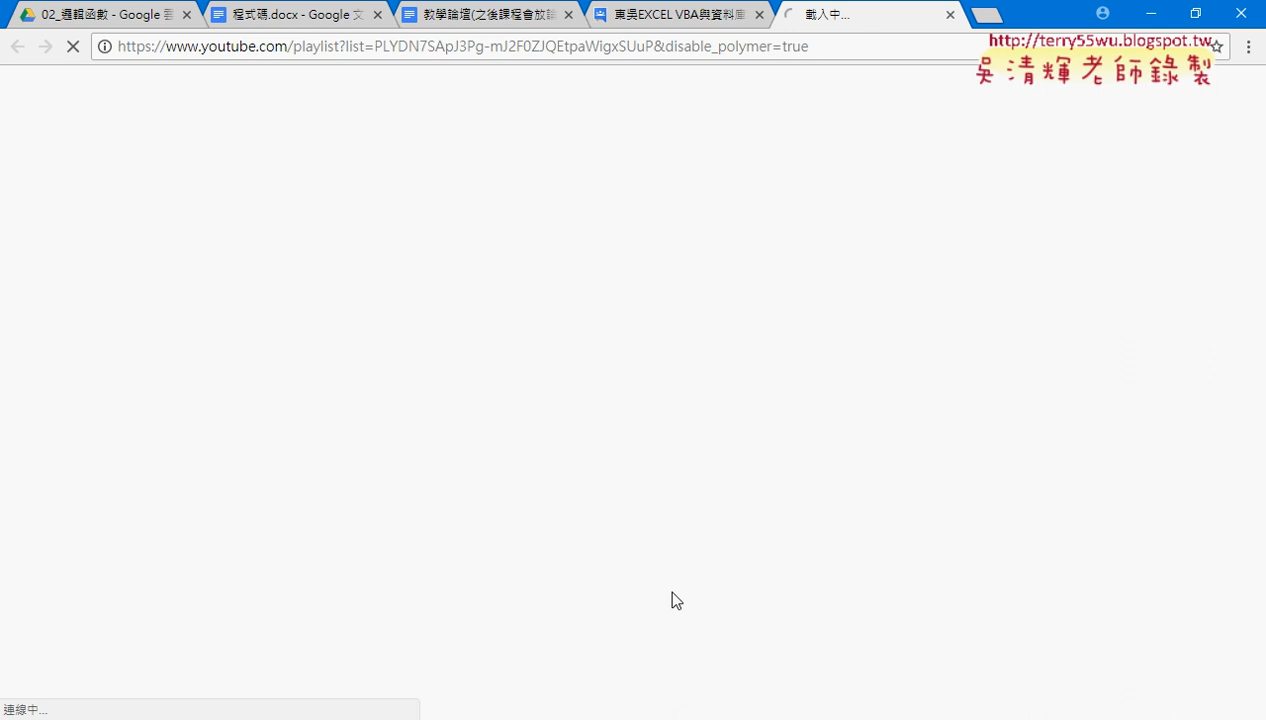 02_邏輯函數 - Google 雲
程式碼.docx - Google 文
教學論壇(之後課程會放論
東吳EXCEL VBA與資料庫
載入中...
https://www.youtube.com/playlist?list=PLYDN7SApJ3Pg-mJ2F0ZJQEtpaWigxSUuP&disable_polymer=true
http://terry55wu.blogspot.tw
吳清輝老師錄製
連線中...